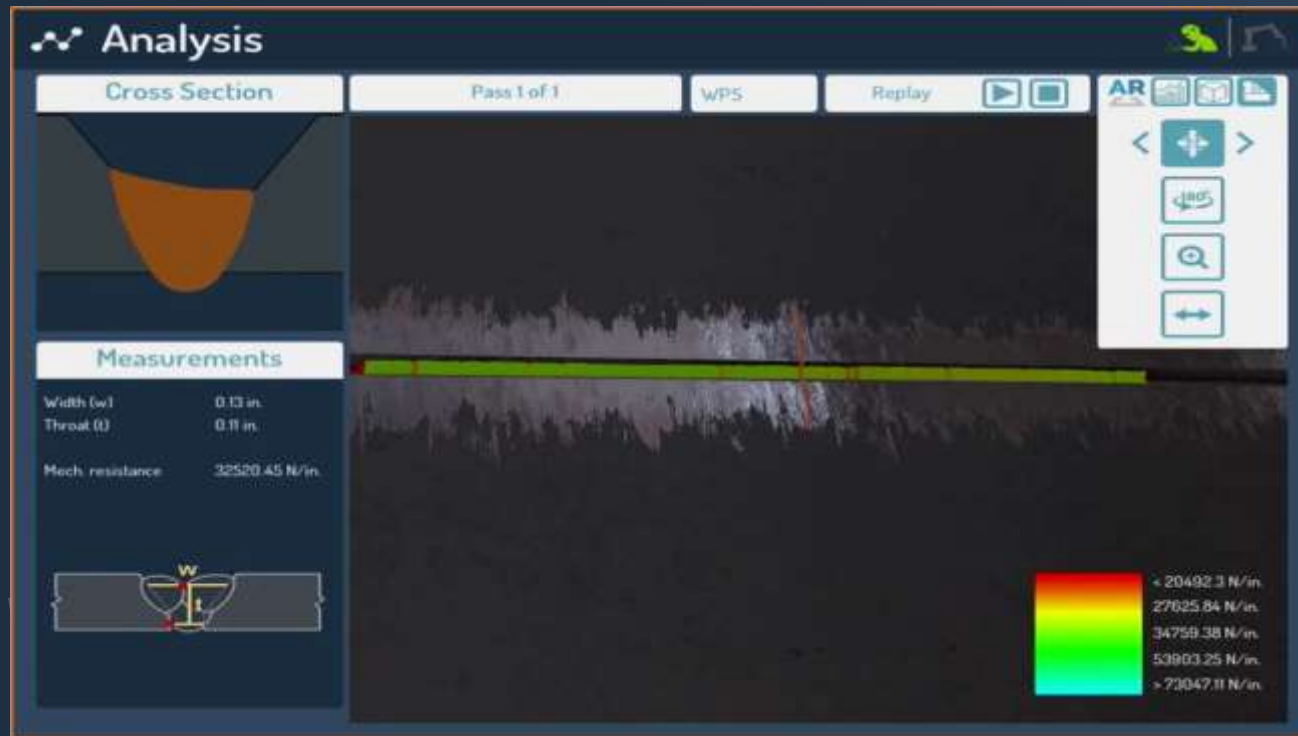 Analysis
Cross Section
Pass 1 of 1
WPS
Replay
AR
180°
Measurements
Width (w) 0.13 in.
Throat (t) 0.11 in.
Mech. resistance 32520.45 N/in.
W
t
< 20492.3 N/in.
27625.84 N/in.
34759.38 N/in.
53903.25 N/in.
> 73047.11 N/in.